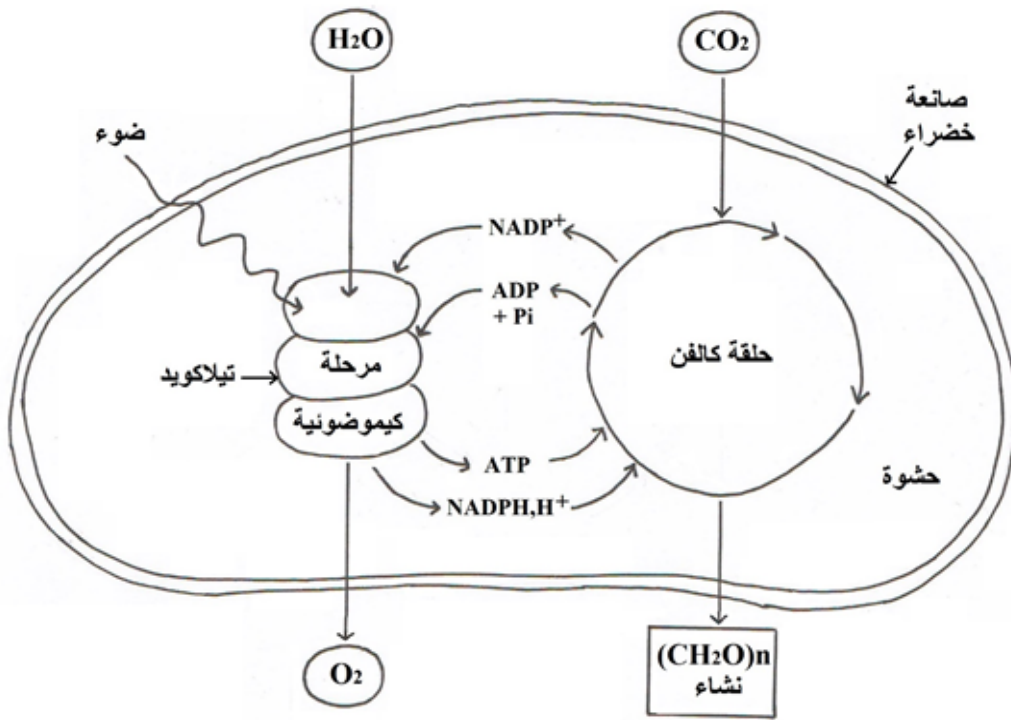 H2O
CO2
صانعة
خضراء
ضوء
NADP+
ADP
+ Pi
حلقة كالفن
مرحلة
تيلاكويد
كيموضوئية
ATP
حشوة
NADPH,H+
O2
(CH2O)n
نشاء